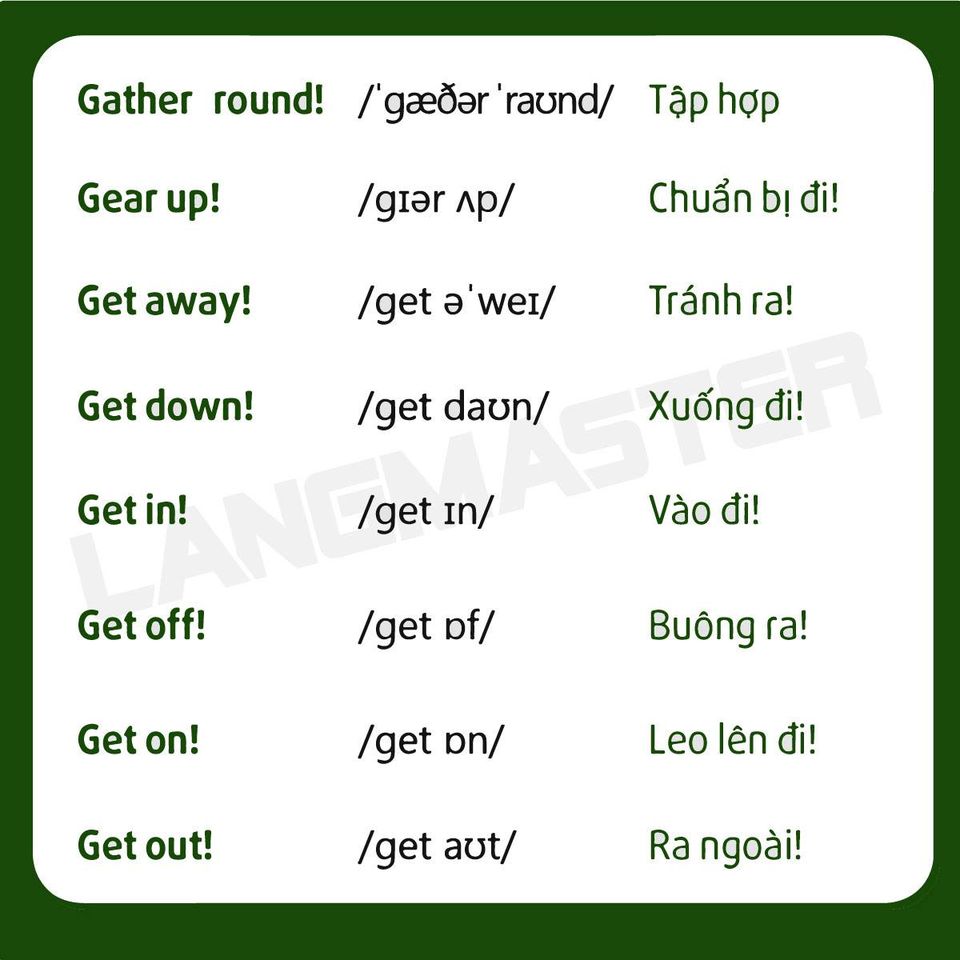 Gather round! /ˈgæðər ˈraʊnd/ Tập hợp
Gear up! /gɪər ʌp/ Chuẩn bị đi!
Get away! /get əˈweɪ/ Tránh ra!
Get down! /get daʊn/ Xuống đi!
Get in! /get ɪn/ Vào đi!
LANGMASTER
Get off! /get ɒf/ Buông ra!
Get on! /get ɒn/ Leo lên đi!
Get out! /get aʊt/ Ra ngoài!